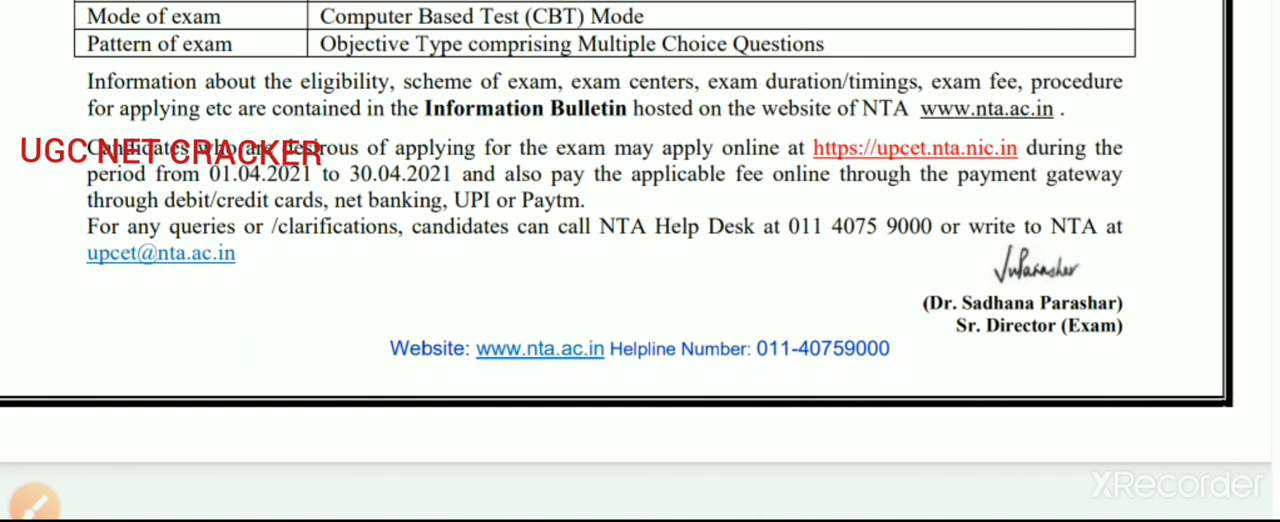 Mode of exam Computer Based Test (CBT) Mode
Pattern of exam Objective Type comprising Multiple Choice Questions
Information about the eligibility, scheme of exam, exam centers, exam duration/timings, exam fee, procedure
for applying etc are contained in the Information Bulletin hosted on the website of NTA www.nta.ac.in .
UGC NET CRACKER
Candidates who are desirous of applying for the exam may apply online at https://upcet.nta.nic.in during the
period from 01.04.2021 to 30.04.2021 and also pay the applicable fee online through the payment gateway
through debit/credit cards, net banking, UPI or Paytm.
For any queries or /clarifications, candidates can call NTA Help Desk at 011 4075 9000 or write to NTA at
upcet@nta.ac.in
(Dr. Sadhana Parashar)
Sr. Director (Exam)
Website: www.nta.ac.in Helpline Number: 011-40759000
XRecorder